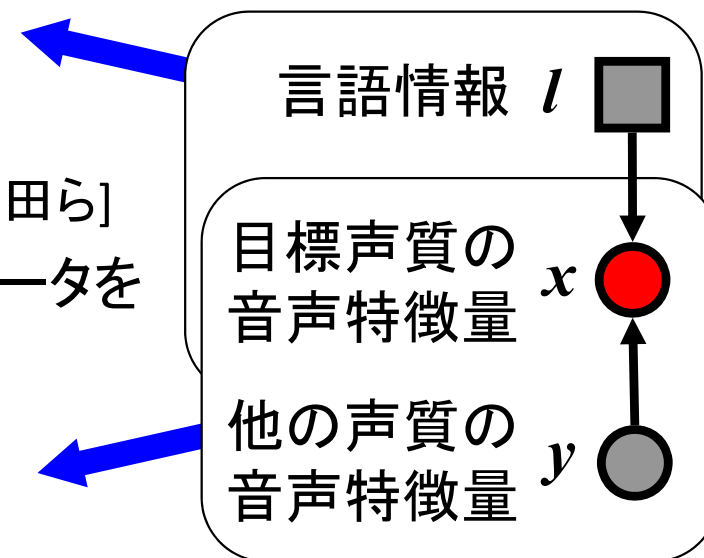 言語情報 l
田ら]
ータを
目標声質の
音声特徴量 x
他の声質の
音声特徴量 y